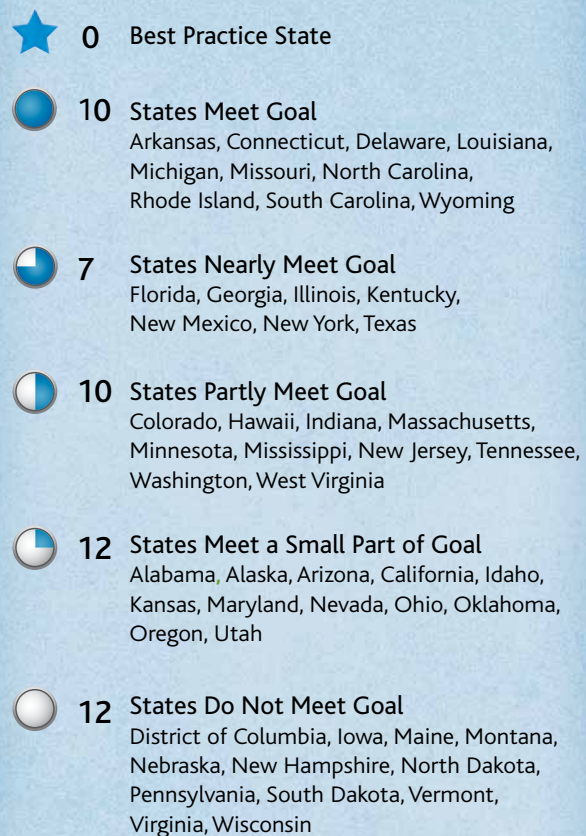 0 Best Practice State
10 States Meet Goal
Arkansas, Connecticut, Delaware, Louisiana,
Michigan, Missouri, North Carolina,
Rhode Island, South Carolina, Wyoming
7 States Nearly Meet Goal
Florida, Georgia, Illinois, Kentucky,
New Mexico, New York, Texas
10 States Partly Meet Goal
Colorado, Hawaii, Indiana, Massachusetts,
Minnesota, Mississippi, New Jersey, Tennessee,
Washington, West Virginia
12 States Meet a Small Part of Goal
Alabama, Alaska, Arizona, California, Idaho,
Kansas, Maryland, Nevada, Ohio, Oklahoma,
Oregon, Utah
12 States Do Not Meet Goal
District of Columbia, Iowa, Maine, Montana,
Nebraska, New Hampshire, North Dakota,
Pennsylvania, South Dakota, Vermont,
Virginia, Wisconsin